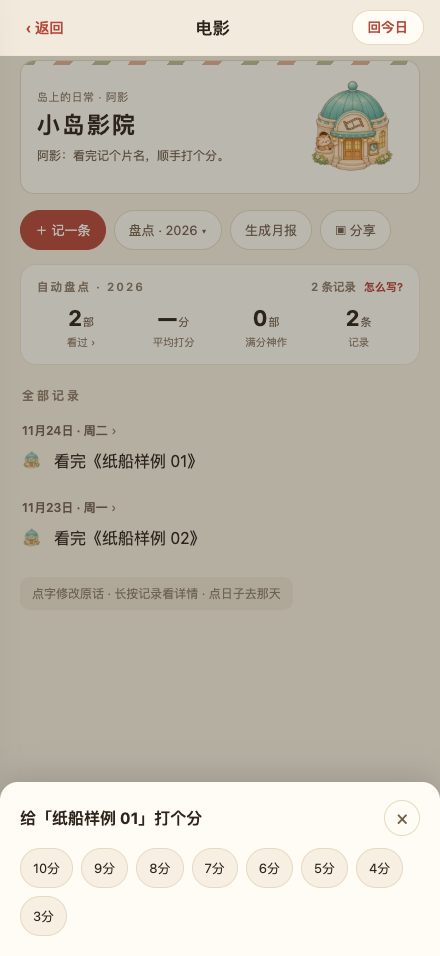 ‹ 返回
电影
回今日
岛上的日常 · 阿影
小岛影院
阿影：看完记个片名，顺手打个分。
+ 记一条
盘点 · 2026 ▾
生成月报
▣ 分享
自动盘点 · 2026
2 条记录 怎么写?
2部
一分
0部
2条
看过 ›
平均打分
满分神作
记录
全部记录
11月24日 · 周二 ›
看完《纸船样例 01》
11月23日 · 周一 ›
看完《纸船样例 02》
点字修改原话 · 长按记录看详情 · 点日子去那天
给「纸船样例 01」打个分
×
10分
9分
8分
7分
6分
5分
4分
3分